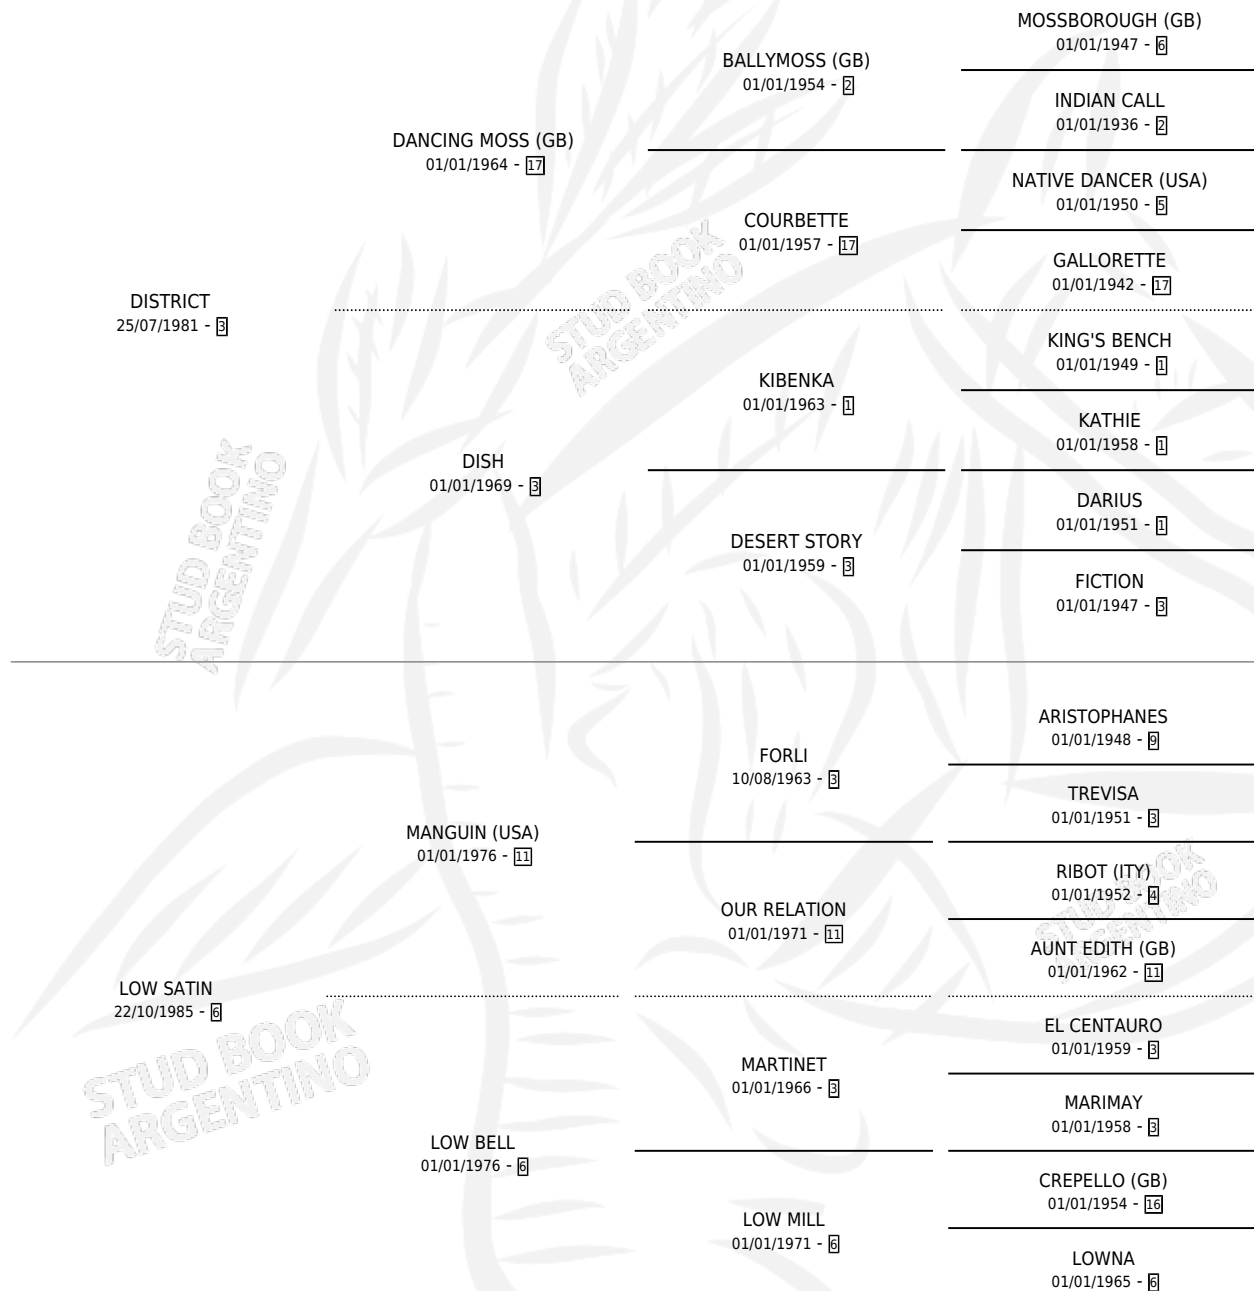 MOSSBOROUGH (GB)
01/01/1947 - 6
BALLYMOSS (GB)
01/01/1954 - 2
INDIAN CALL
01/01/1936 - 2
DANCING MOSS (GB)
01/01/1964 - 17
NATIVE DANCER (USA)
01/01/1950 - 5
COURBETTE
01/01/1957 - 17
GALLORETTE
01/01/1942 - 17
DISTRICT
25/07/1981 - 3
KING'S BENCH
01/01/1949 - 1
KIBENKA
01/01/1963 - 1
KATHIE
01/01/1958 - 1
DISH
01/01/1969 - 3
DARIUS
01/01/1951 - 1
DESERT STORY
01/01/1959 - 3
FICTION
01/01/1947 - 3
ARISTOPHANES
01/01/1948 - 9
FORLI
10/08/1963 - 3
TREVISA
01/01/1951 - 3
MANGUIN (USA)
01/01/1976 - 11
RIBOT (ITY)
01/01/1952 - 4
OUR RELATION
01/01/1971 - 11
AUNT EDITH (GB)
01/01/1962 - 11
LOW SATIN
22/10/1985 - 6
EL CENTAURO
01/01/1959 - 3
MARTINET
01/01/1966 - 3
MARIMAY
01/01/1958 - 3
LOW BELL
01/01/1976 - 6
CREPELLO (GB)
01/01/1954 - 16
LOW MILL
01/01/1971 - 6
LOWNA
01/01/1965 - 6
STUD BOOK
ARGENTINO
STUD BOOK
ARGENTINO
STUD BOOK
ARGENTINO
STUD BOOK
ARGENTINO